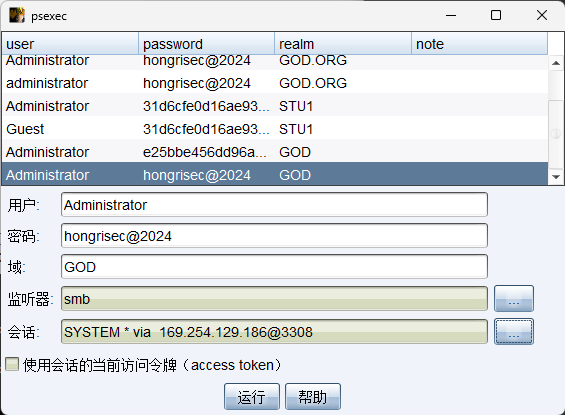 psexec
user password realm note
Administrator hongrisec@2024 GOD.ORG
administrator hongrisec@2024 GOD.ORG
Administrator 31d6cfe0d16ae93... STU1
Guest 31d6cfe0d16ae93... STU1
Administrator e25bbe456dd96a... GOD
Administrator hongrisec@2024 GOD
用户: Administrator
密码: hongrisec@2024
域: GOD
监听器: smb ...
会话: SYSTEM * via 169.254.129.186@3308 ...
使用会话的当前访问令牌（access token）
运行 帮助